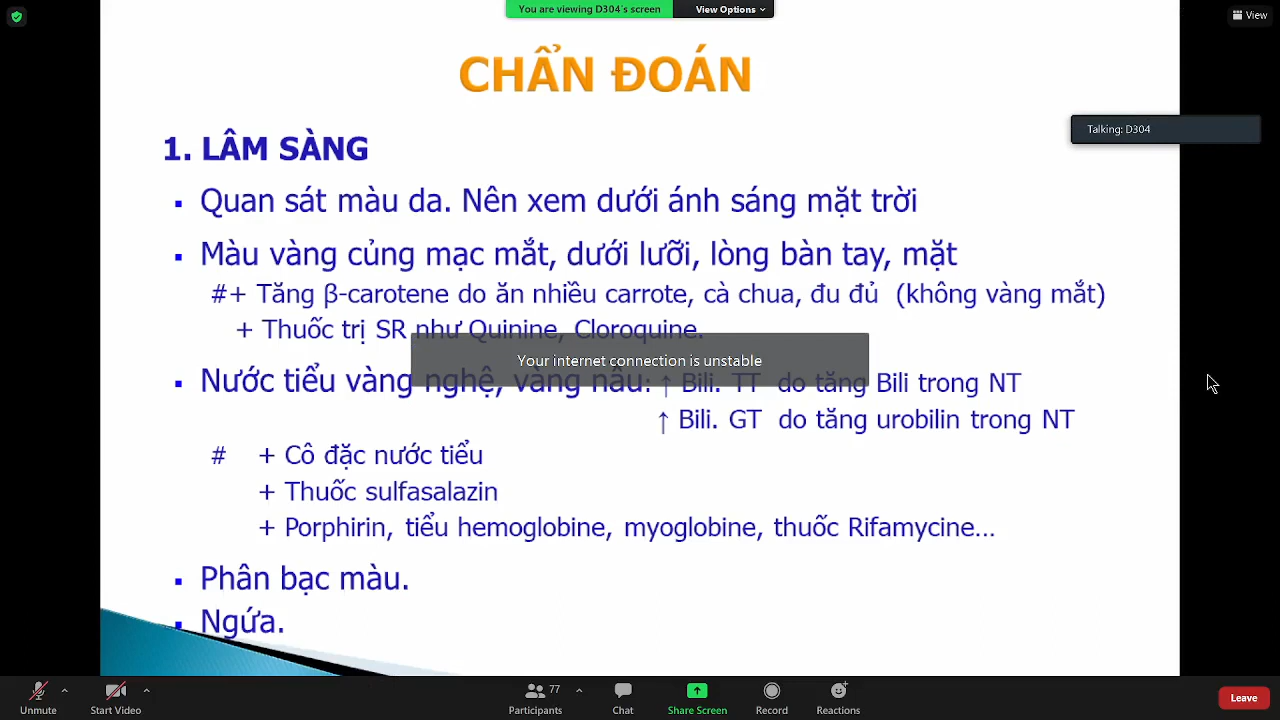 You are viewing D304's screen
View Options
View
CHẨN ĐOÁN
Talking: D304
1. LÂM SÀNG
▪ Quan sát màu da. Nên xem dưới ánh sáng mặt trời
▪ Màu vàng củng mạc mắt, dưới lưỡi, lòng bàn tay, mặt
#+ Tăng β-carotene do ăn nhiều carrote, cà chua, đu đủ (không vàng mắt)
+ Thuốc trị SR như Quinine, Cloroquine.
Your internet connection is unstable
▪ Nước tiểu vàng nghệ, vàng nâu: ↑ Bili. TT do tăng Bili trong NT
↑ Bili. GT do tăng urobilin trong NT
# + Cô đặc nước tiểu
+ Thuốc sulfasalazin
+ Porphirin, tiểu hemoglobine, myoglobine, thuốc Rifamycine...
▪ Phân bạc màu.
▪ Ngứa.
Unmute
Start Video
77
Participants
Chat
Share Screen
Record
Reactions
Leave